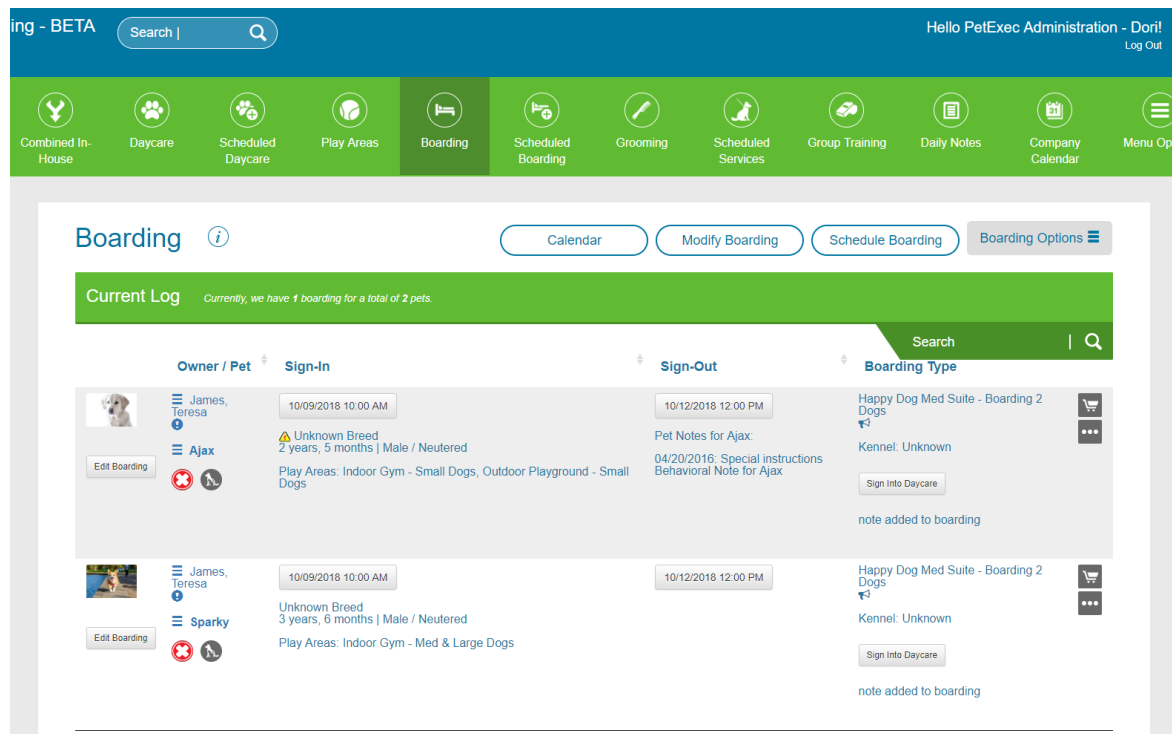 ing - BETA
Search |
Hello PetExec Administration - Dori!
Log Out
Combined In-
House
Daycare
Scheduled
Daycare
Play Areas
Boarding
Scheduled
Boarding
Grooming
Scheduled
Services
Group Training
Daily Notes
31
Company
Calendar
Menu Op
Boarding i
Calendar
Modify Boarding
Schedule Boarding
Boarding Options
Current Log Currently, we have 1 boarding for a total of 2 pets.
Search |
Owner / Pet Sign-In Sign-Out Boarding Type
James,
Teresa
Ajax
Edit Boarding
10/09/2018 10:00 AM
Unknown Breed
2 years, 5 months | Male / Neutered
Play Areas: Indoor Gym - Small Dogs, Outdoor Playground - Small
Dogs
10/12/2018 12:00 PM
Pet Notes for Ajax:
04/20/2016: Special instructions
Behavioral Note for Ajax
Happy Dog Med Suite - Boarding 2
Dogs
Kennel: Unknown
Sign Into Daycare
note added to boarding
James,
Teresa
Sparky
Edit Boarding
10/09/2018 10:00 AM
Unknown Breed
3 years, 6 months | Male / Neutered
Play Areas: Indoor Gym - Med & Large Dogs
10/12/2018 12:00 PM
Happy Dog Med Suite - Boarding 2
Dogs
Kennel: Unknown
Sign Into Daycare
note added to boarding